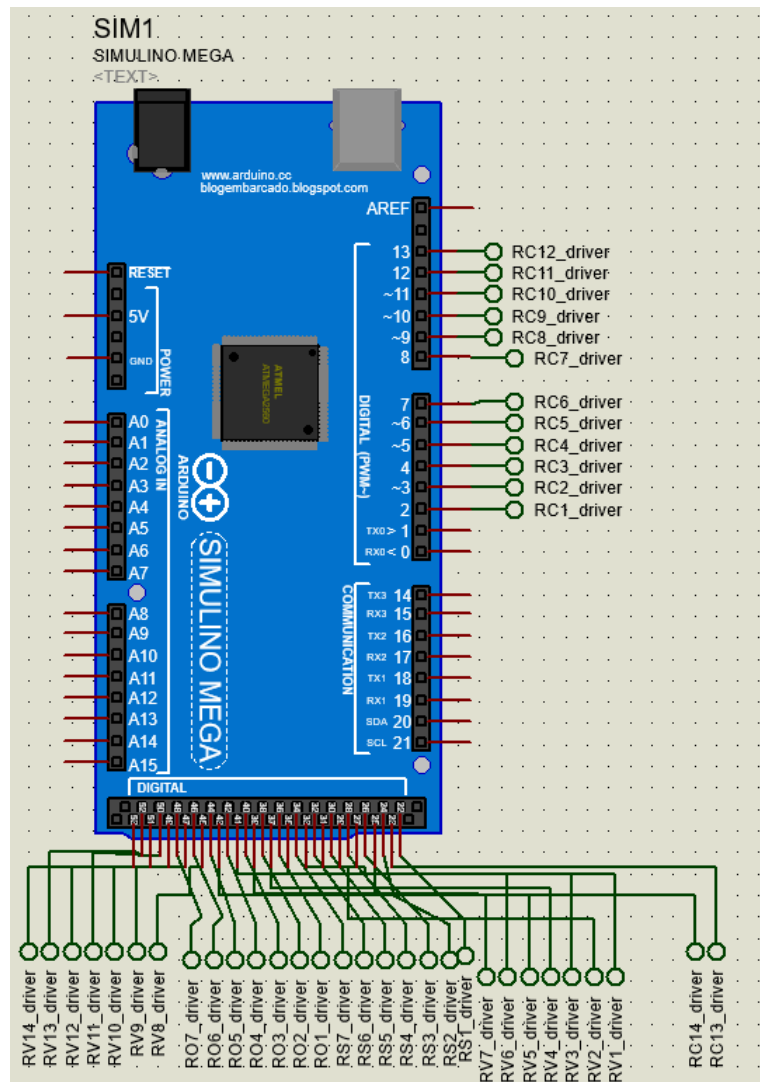 SIM1
SIMULINO MEGA
<TEXT>
www.arduino.cc
blogembarcado.blogspot.com
AREF
13 RC12_driver
12 RC11_driver
~11 RC10_driver
~10 RC9_driver
~9 RC8_driver
8 RC7_driver
RESET
5V
GND
POWER
ATMEL
ATMEGA2560
DIGITAL (PWM~)
7 RC6_driver
~6 RC5_driver
~5 RC4_driver
4 RC3_driver
~3 RC2_driver
2 RC1_driver
TX0 > 1
RX0 < 0
ANALOG IN
A0
A1
A2
A3
A4
A5
A6
A7
ARDUINO
SIMULINO MEGA
A8
A9
A10
A11
A12
A13
A14
A15
COMMUNICATION
TX3 14
RX3 15
TX2 16
RX2 17
TX1 18
RX1 19
SDA 20
SCL 21
DIGITAL
RV14_driver
RV13_driver
RV12_driver
RV11_driver
RV10_driver
RV9_driver
RV8_driver
RO7_driver
RO6_driver
RO5_driver
RO4_driver
RO3_driver
RO2_driver
RO1_driver
RS7_driver
RS6_driver
RS5_driver
RS4_driver
RS3_driver
RS2_driver
RS1_driver
RV7_driver
RV6_driver
RV5_driver
RV4_driver
RV3_driver
RV2_driver
RV1_driver
RC14_driver
RC13_driver